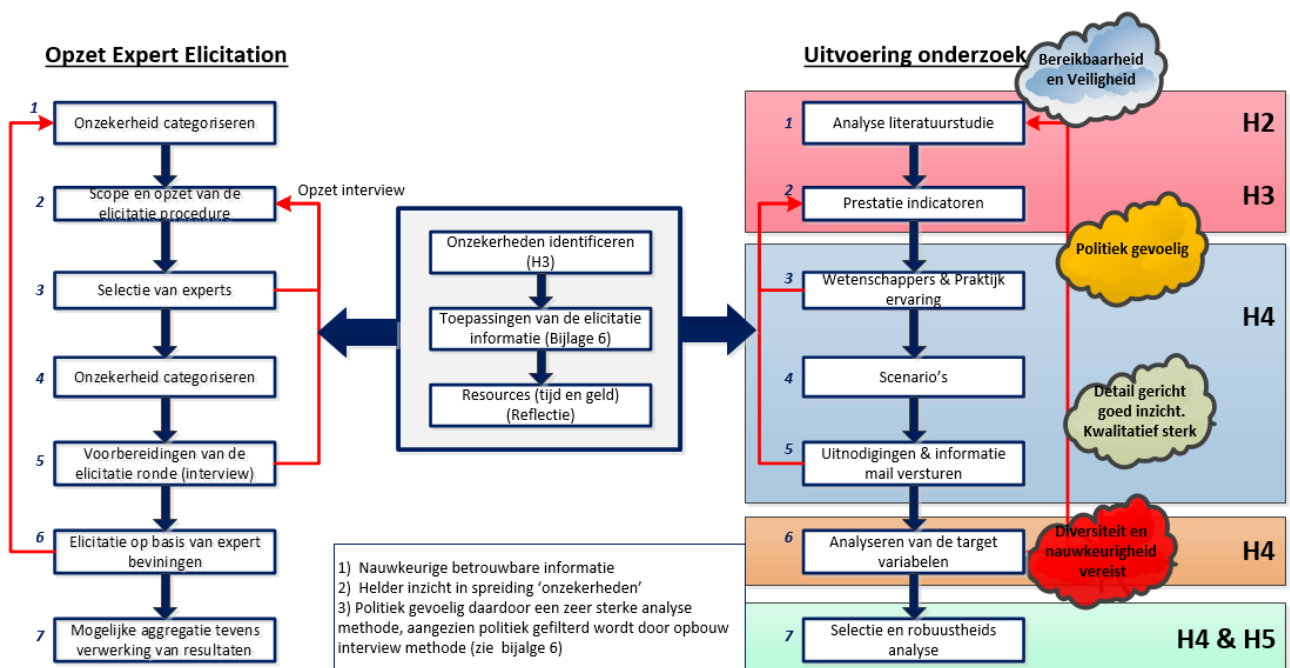 Opzet Expert Elicitation
1
Onzekerheid categoriseren
2
Scope en opzet van de
elicitatie procedure
Opzet interview
3
Selectie van experts
4
Onzekerheid categoriseren
5
Voorbereidingen van de
elicitatie ronde (interview)
6
Elicitatie op basis van expert
beviningen
7
Mogelijke aggregatie tevens
verwerking van resultaten
Onzekerheden identificeren
(H3)
Toepassingen van de elicitatie
informatie (Bijlage 6)
Resources (tijd en geld)
(Reflectie)
1) Nauwkeurige betrouwbare informatie
2) Helder inzicht in spreiding ‘onzekerheden’
3) Politiek gevoelig daardoor een zeer sterke analyse
methode, aangezien politiek gefilterd wordt door opbouw
interview methode (zie bijalge 6)
Uitvoering onderzoek
Bereikbaarheid
en Veiligheid
1
Analyse literatuurstudie
H2
2
Prestatie indicatoren
H3
Politiek gevoelig
3
Wetenschappers & Praktijk
ervaring
H4
4
Scenario’s
Detail gericht
goed inzicht.
Kwalitatief sterk
5
Uitnodigingen & informatie
mail versturen
6
Analyseren van de target
variabelen
Diversiteit en
nauwkeurigheid
vereist
H4
7
Selectie en robuustheids
analyse
H4 & H5